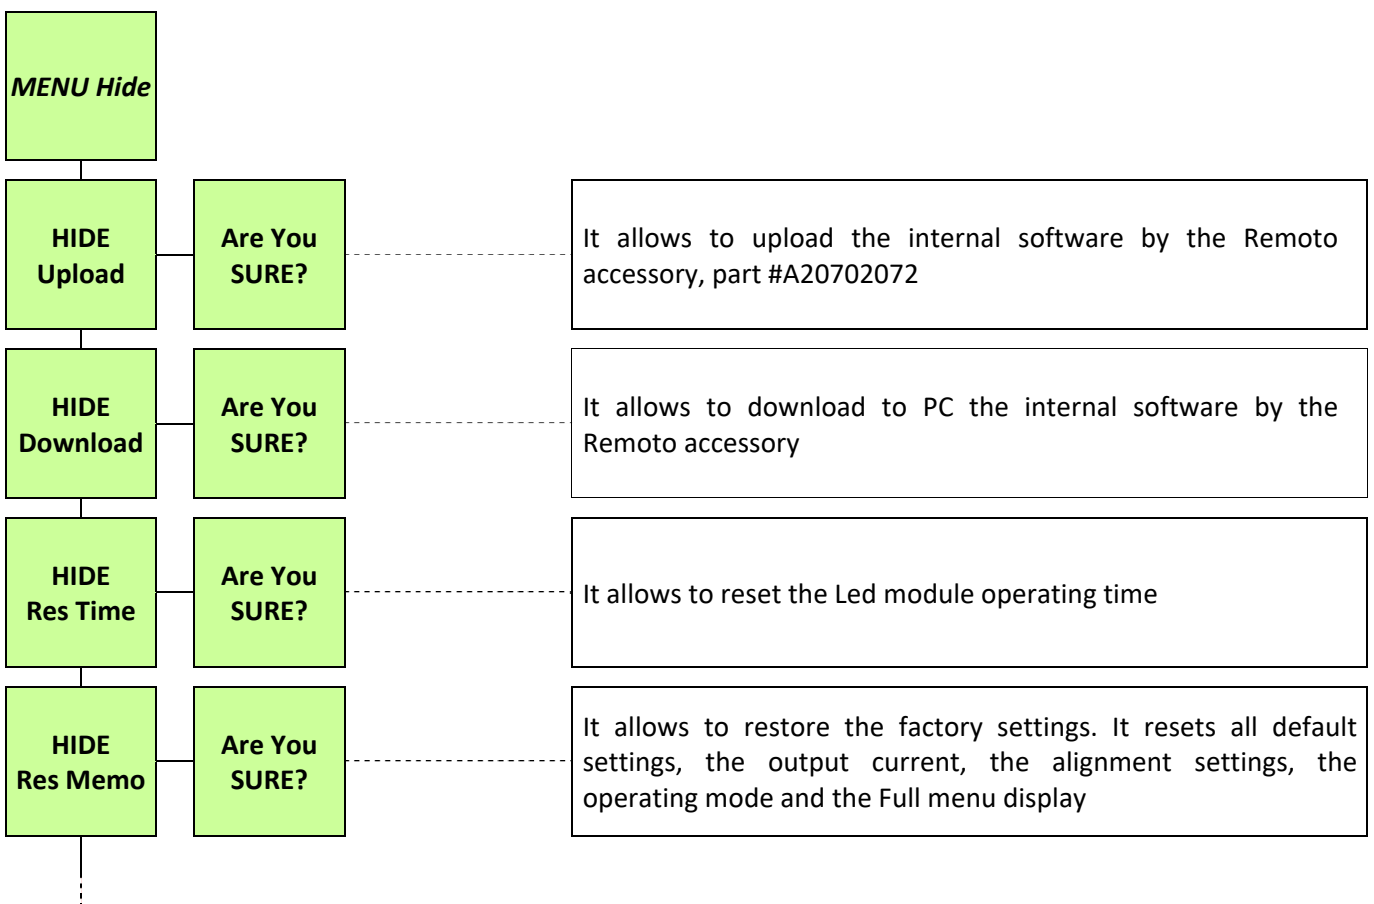 MENU Hide
HIDE
Upload
Are You
SURE?
It allows to upload the internal software by the Remoto
accessory, part #A20702072
HIDE
Download
Are You
SURE?
It allows to download to PC the internal software by the
Remoto accessory
HIDE
Res Time
Are You
SURE?
It allows to reset the Led module operating time
HIDE
Res Memo
Are You
SURE?
It allows to restore the factory settings. It resets all default
settings, the output current, the alignment settings, the
operating mode and the Full menu display